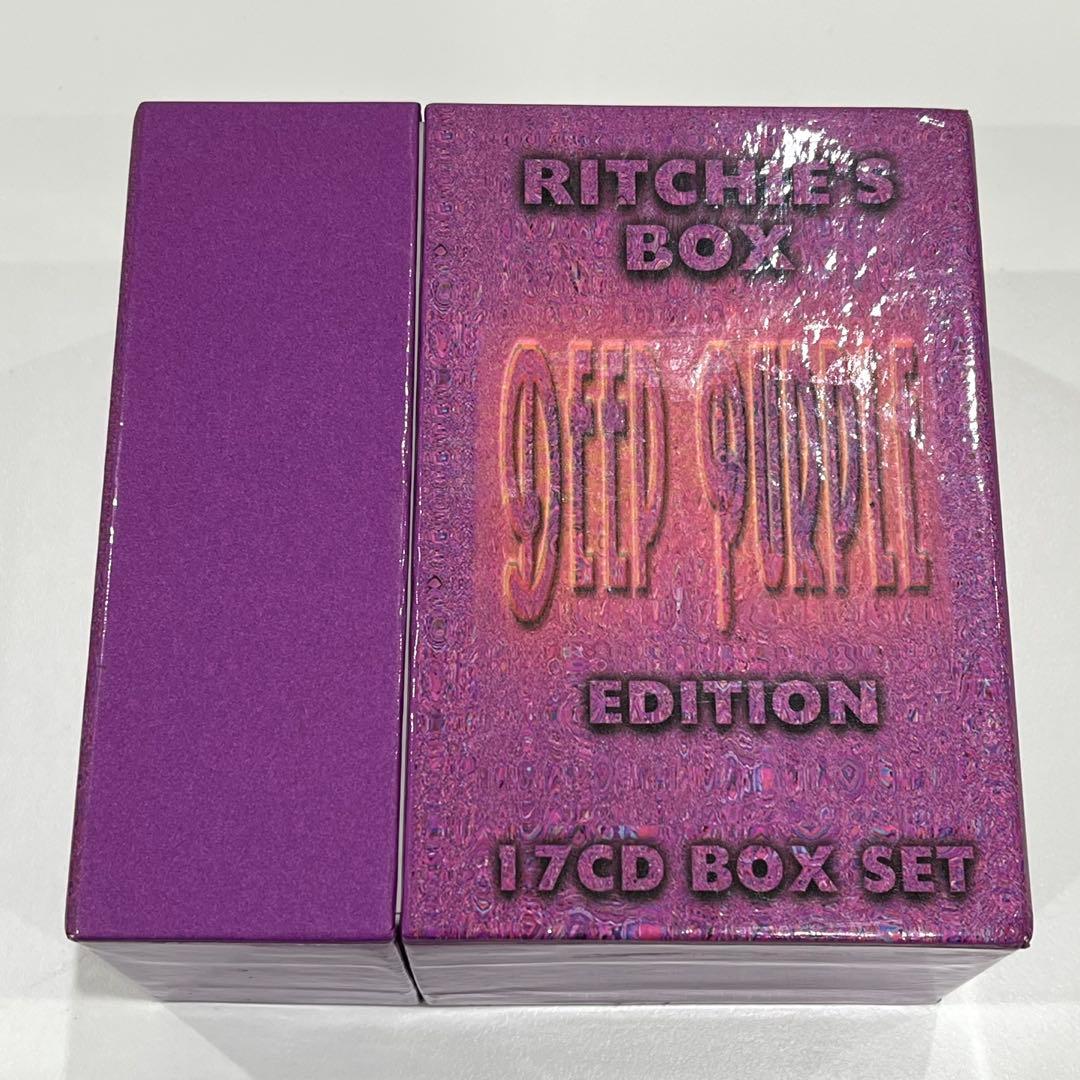 RITCHIE'S
BOX
DEEP PURPLE
EDITION
17CD BOX SET